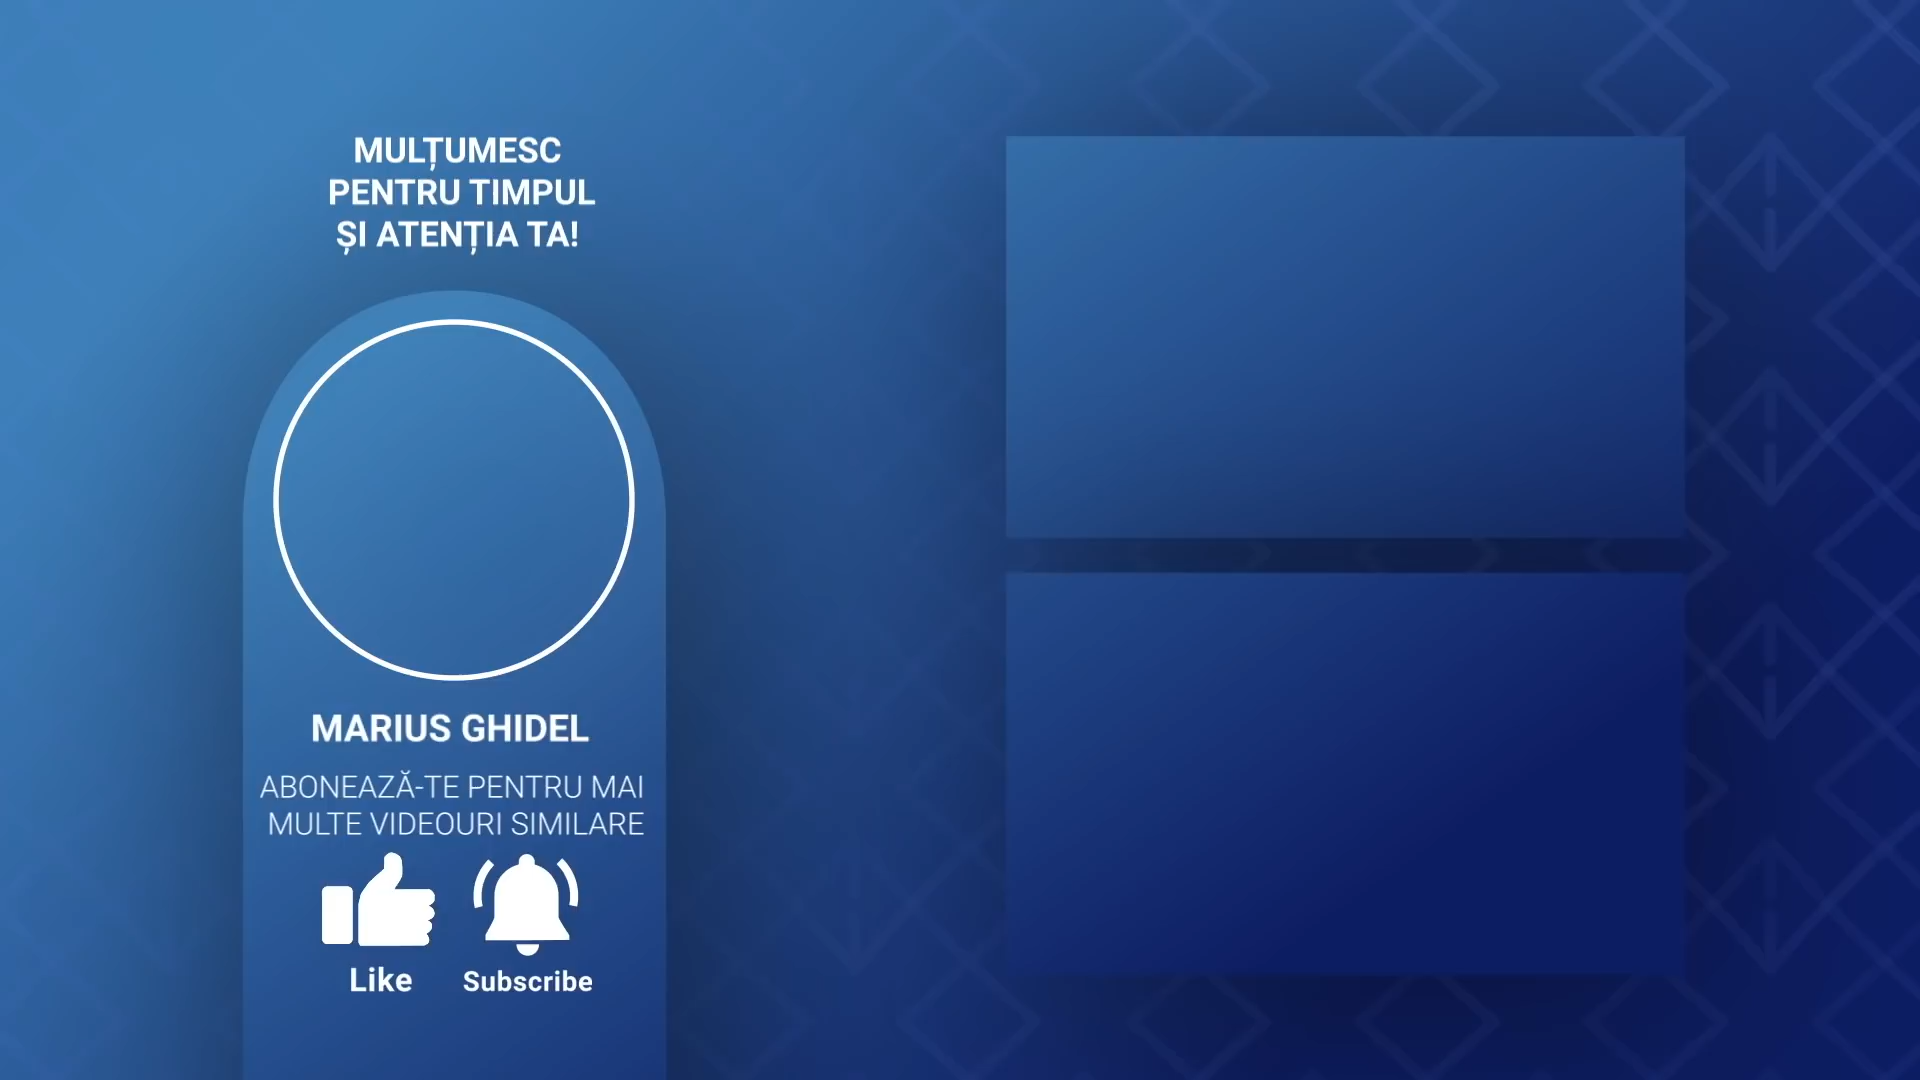 MULȚUMESC
PENTRU TIMPUL
ȘI ATENȚIA TA!
MARIUS GHIDEL
ABONEAZĂ-TE PENTRU MAI
MULTE VIDEOURI SIMILARE
Like
Subscribe